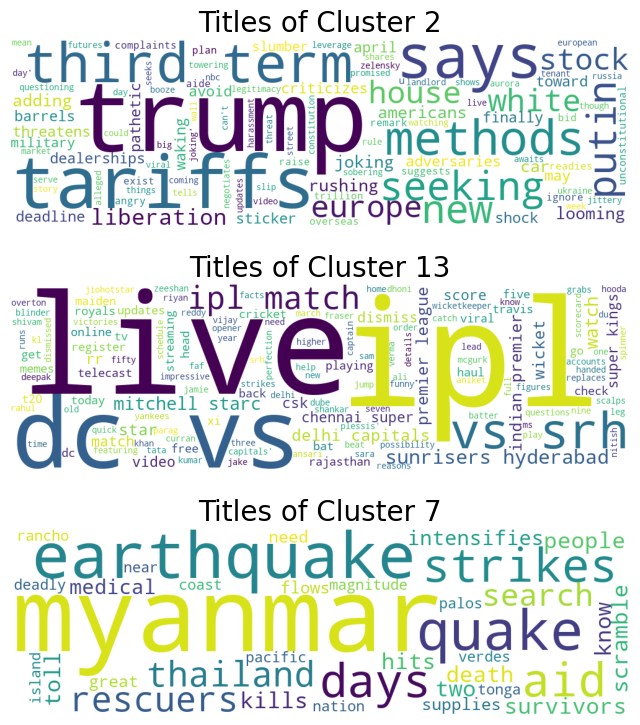 Titles of Cluster 2
mean futures complaints plan slumber leverage april european
questioning day' towering nbc shares zelensky u landlord shows tenant russia
third term says stock
adding day seeks booze avoid legitimacy criticizes promised house white toward aurora though
barrels pathetic trump can't mall americans live watching
threatens could harassment threat street constitution rule remark finally bid unconstitutional
military market viral big joking' methods putin
dealerships waking joking adversaries car readies awaits
tariffs raise sobering suggests may
serve exist coming seeking ignore ukraine
story things tells negotiates updates slip rushing trillion new week jittery
alleged angry video europe looming
deadline liberation sticker overseas shock
Titles of Cluster 13
jiohotstar zeeshan ipl match home dhoni score five grabs hooda
overton maiden riyan facts dismiss know. travis scorecard
blinder royals updates victories reddy cricket march fraser wicketkeeper catch viral du watch kings
shivam kl dismissed online tv schedule streaming vijay opener need captain order premier league indian premier wicket go one super
live ipl
runs get register rr head year higher playing verma details lead accounts handed spinner
deepak memes telecast fifty faf srh help sam mcgurk haul check replaces
t20 today impressive strikes new jump funny' aniket full figures scalps
rahul old mitchell starc back delhi csk dube seven chennai super batter questions nine leg
dc vs vs srh
yankees jamie perfection shankar plessis delhi capitals ms play nitish
quick star parag curran xi beat possibility
time match khan three capitals' ansari bat sara sunrisers hyderabad
dc featuring tata free
video kumar jake rajasthan reasons ali
Titles of Cluster 7
rancho need intensifies people
near earthquake strikes
deadly medical coast flows magnitude search
myanmar quake know scramble
pacific palos verdes hits
island toll great thailand days death aid
two tonga
rescuers kills nation supplies survivors